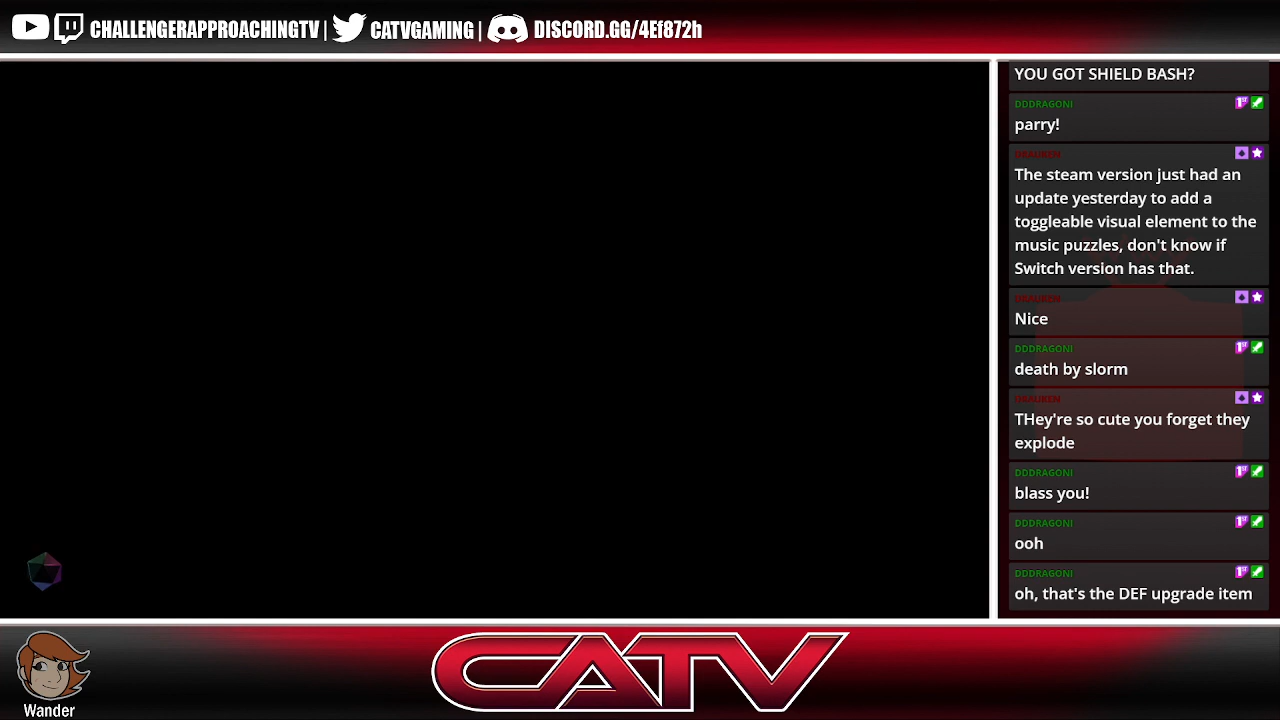 CHALLENGERAPPROACHINGTV | CATVGAMING | DISCORD.GG/4Ef872h
YOU GOT SHIELD BASH?
DDDRAGONI
parry!
DRAUKEN
The steam version just had an
update yesterday to add a
toggleable visual element to the
music puzzles, don't know if
Switch version has that.
DRAUKEN
Nice
DDDRAGONI
death by slorm
DRAUKEN
THey're so cute you forget they
explode
DDDRAGONI
blass you!
DDDRAGONI
ooh
DDDRAGONI
oh, that's the DEF upgrade item
CATV
Wander